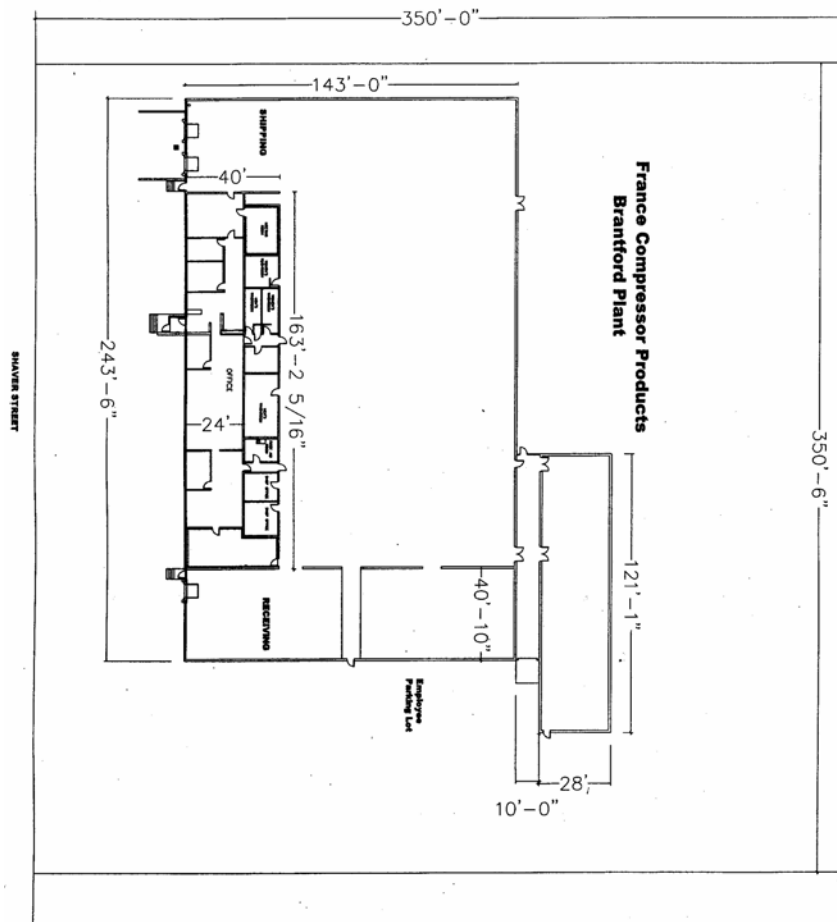 350'-0"
143'-0"
SHIPPING
40'
France Compressor Products
Brantford Plant
163'-2 5/16"
243'-6"
OFFICE
24'
SHAVER STREET
350'-6"
121'-1"
40'-10"
RECEIVING
Employee
Parking Lot
28'
10'-0"